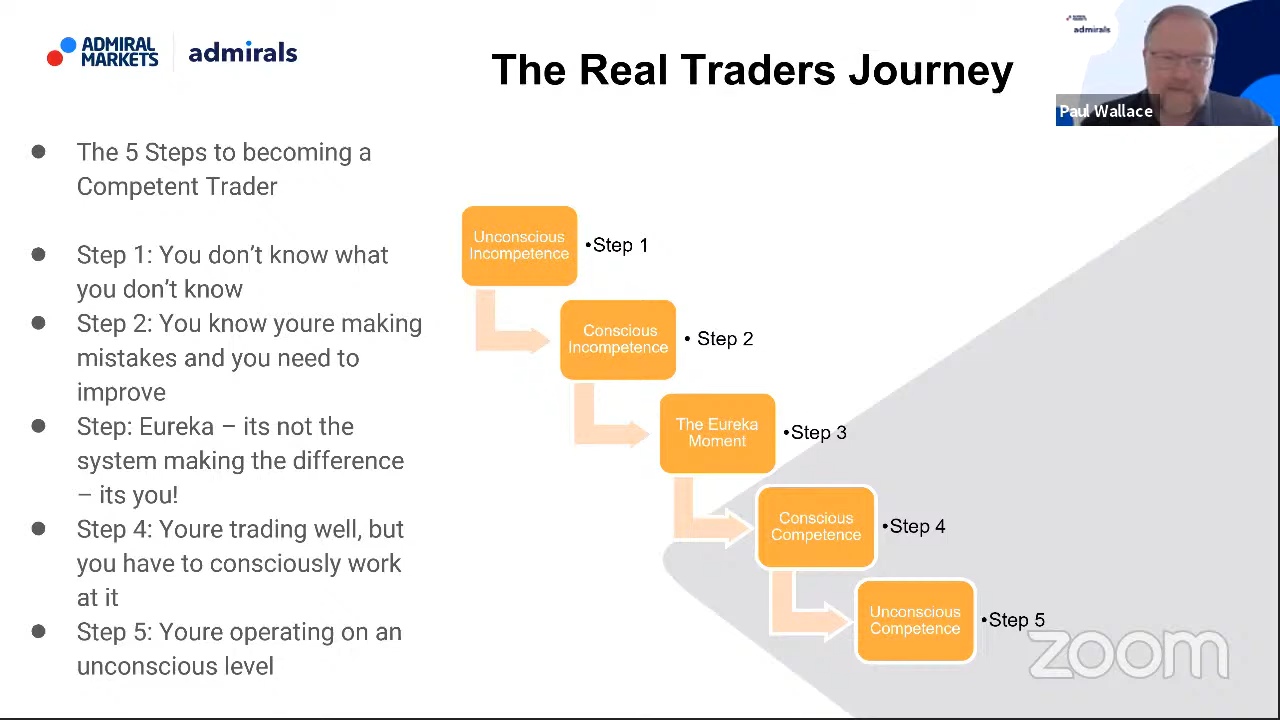 ADMIRAL
MARKETS
admirals
The Real Traders Journey
admirals
Paul Wallace
● The 5 Steps to becoming a
Competent Trader
● Step 1: You don’t know what
you don’t know
● Step 2: You know youre making
mistakes and you need to
improve
● Step: Eureka – its not the
system making the difference
– its you!
● Step 4: Youre trading well, but
you have to consciously work
at it
● Step 5: Youre operating on an
unconscious level
Unconscious
Incompetence
•Step 1
Conscious
Incompetence
• Step 2
The Eureka
Moment
•Step 3
Conscious
Competence
•Step 4
Unconscious
Competence
•Step 5
zoom